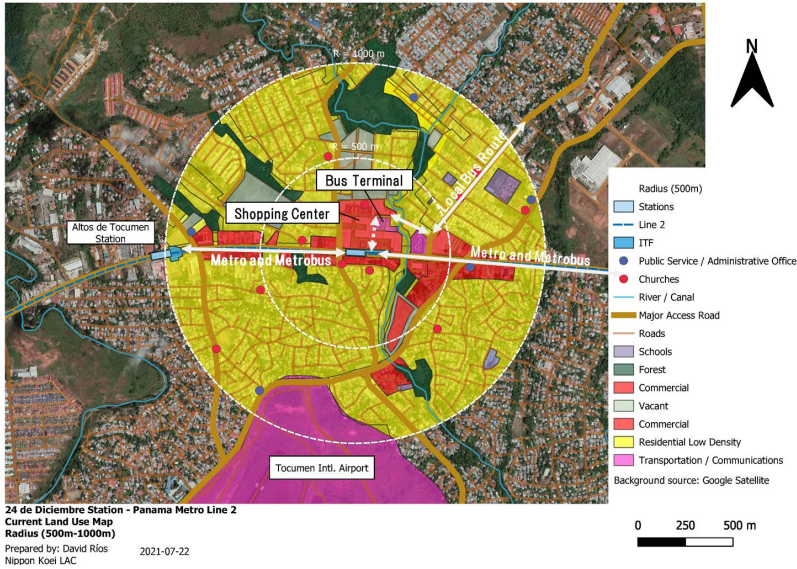 R = 1000 m
N
R = 500 m
Bus Terminal
Local Bus Route
Shopping Center
Altos de Tocumen
Station
Metro and Metrobus
Metro and Metrobus
Tocumen Intl. Airport
Radius (500m)
Stations
Line 2
ITF
Public Service / Administrative Office
Churches
River / Canal
Major Access Road
Roads
Schools
Forest
Commercial
Vacant
Commercial
Residential Low Density
Transportation / Communications
Background source: Google Satellite
24 de Diciembre Station - Panama Metro Line 2
Current Land Use Map
Radius (500m-1000m)
Prepared by: David Ríos
2021-07-22
Nippon Koei LAC
0 250 500 m